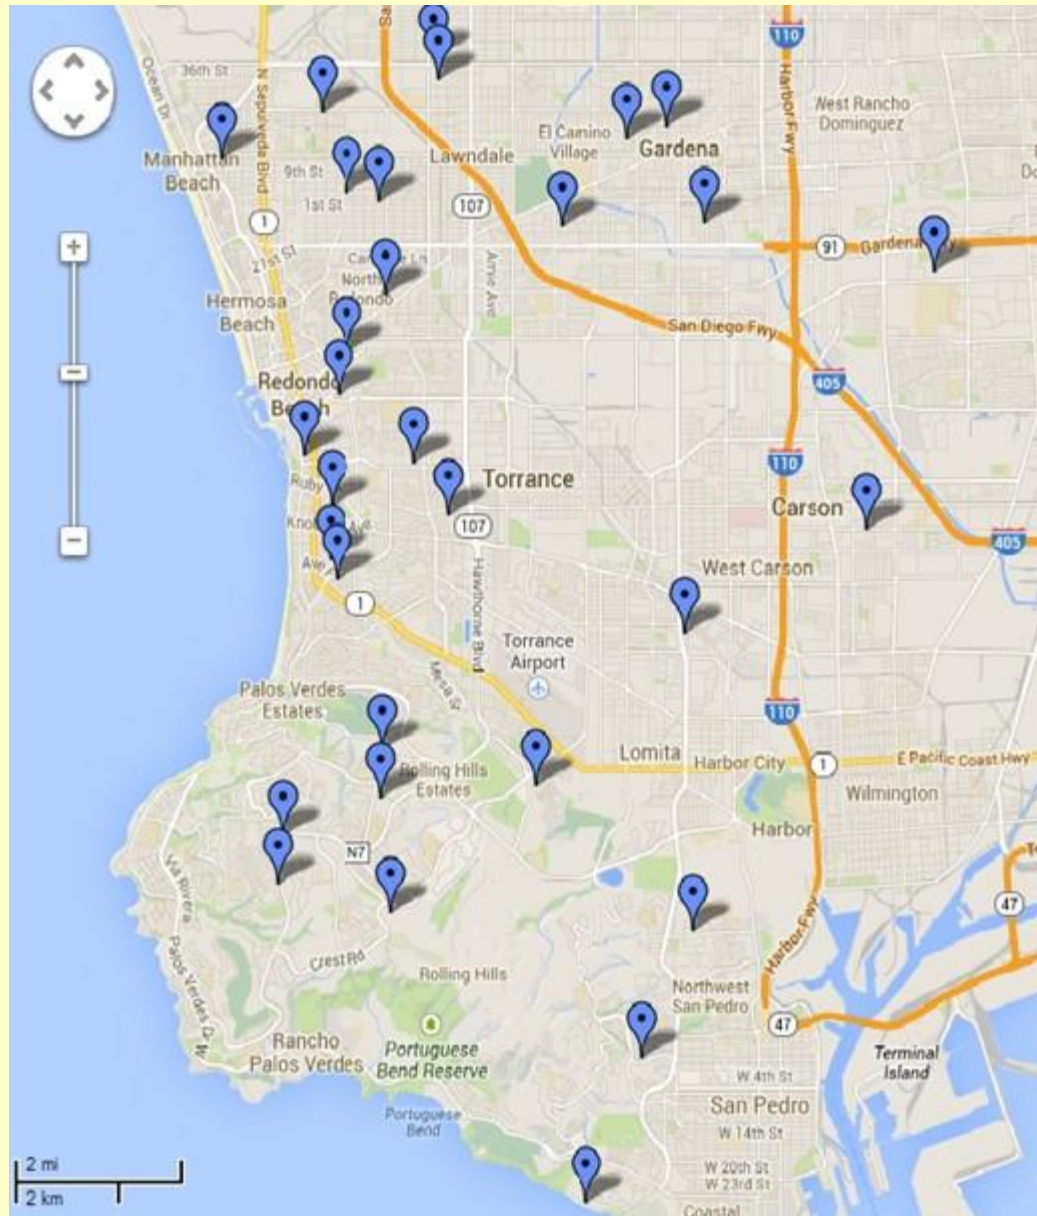 110
Harbor Fwy
Ocean Dr
36th St
N Sepulveda Blvd
West Rancho
Dominguez
El Camino
Village
Gardena
Lawndale
Manhattan
Beach
9th St
1st St
107
1
21st St
91
Gardena
North
Redondo
Hermosa
Beach
San Diego Fwy
Redondo
Beach
405
110
Torrance
Ruby
Carson
107
405
West Carson
1
Hawthorne Blvd
Torrance
Airport
Mesa St
Palos Verdes
Estates
110
Lomita
Harbor City
1
E Pacific Coast Hwy
Rolling Hills
Estates
Wilmington
Harbor
N7
Via Rivera
47
Harbor Fwy
Crest Rd
Palos Verdes Dr W
Rolling Hills
Northwest
San Pedro
47
Rancho
Palos Verdes
Portuguese
Bend Reserve
Terminal
Island
W 4th St
Portuguese
Bend
San Pedro
W 14th St
2 mi
W 20th St
2 km
W 23rd St
Coastal